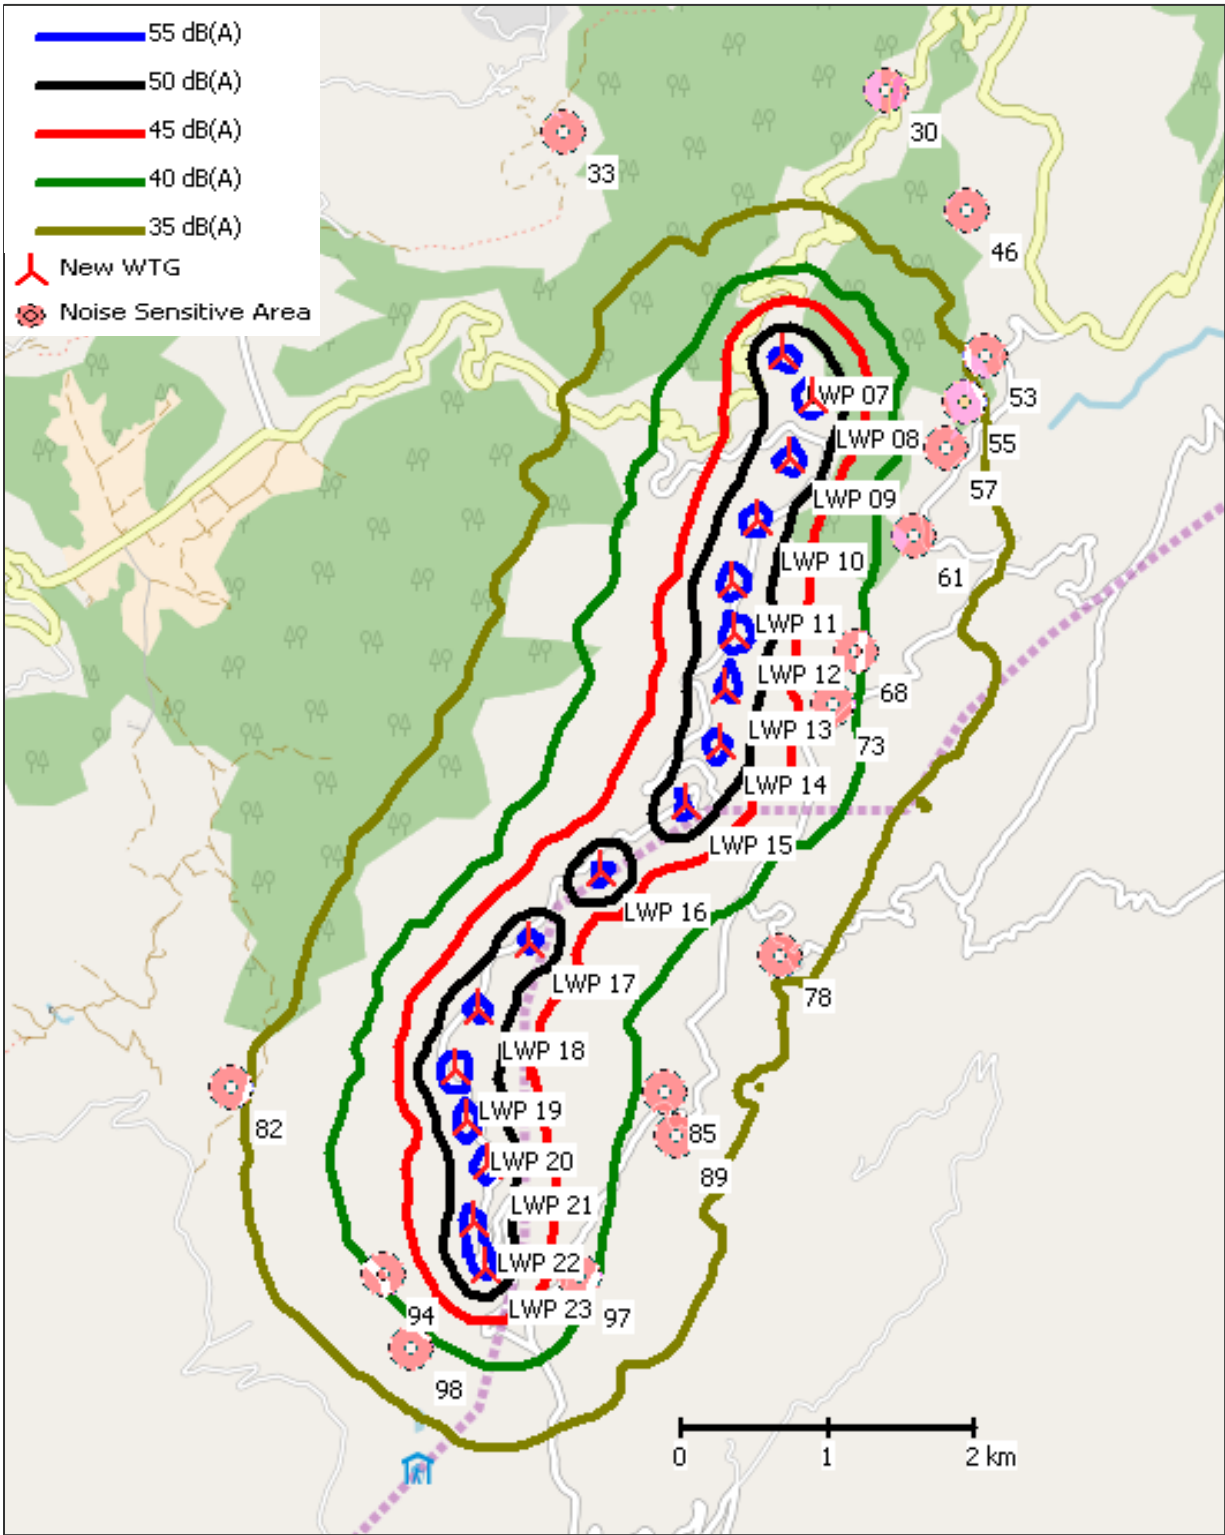 55 dB(A)
50 dB(A)
45 dB(A)
40 dB(A)
35 dB(A)
New WTG
Noise Sensitive Area
30
33
46
53
LWP 07
55
LWP 08
57
LWP 09
LWP 10
61
LWP 11
LWP 12
68
LWP 13
73
LWP 14
LWP 15
LWP 16
LWP 17
78
LWP 18
LWP 19
82
85
LWP 20
89
LWP 21
LWP 22
LWP 23
94
97
98
0 1 2 km